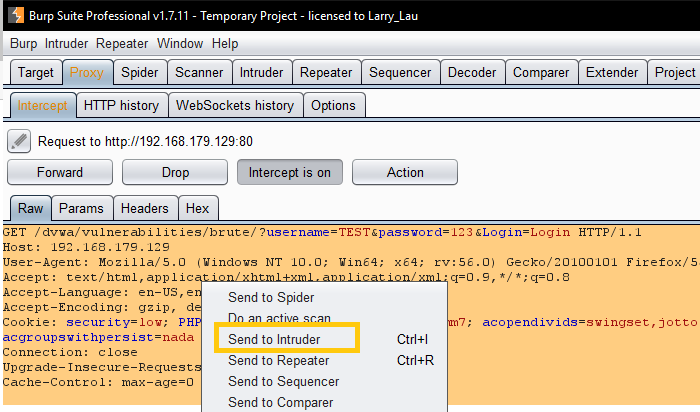 Burp Suite Professional v1.7.11 - Temporary Project - licensed to Larry_Lau
Burp Intruder Repeater Window Help
Target Proxy Spider Scanner Intruder Repeater Sequencer Decoder Comparer Extender Project
Intercept HTTP history WebSockets history Options
Request to http://192.168.179.129:80
Forward Drop Intercept is on Action
Raw Params Headers Hex
GET /dvwa/vulnerabilities/brute/?username=TEST&password=123&Login=Login HTTP/1.1
Host: 192.168.179.129
User-Agent: Mozilla/5.0 (Windows NT 10.0; Win64; x64; rv:56.0) Gecko/20100101 Firefox/5
Accept: text/html,application/xhtml+xml,application/xml;q=0.9,*/*;q=0.8
Accept-Language: en-US,en
Send to Spider
Accept-Encoding: gzip, de
Do an active scan
Cookie: security=low; PHP mm7; acopendivids=swingset,jotto
acgroupswithpersist=nada
Send to Intruder Ctrl+I
Connection: close
Send to Repeater Ctrl+R
Upgrade-Insecure-Requests
Send to Sequencer
Cache-Control: max-age=0
Send to Comparer